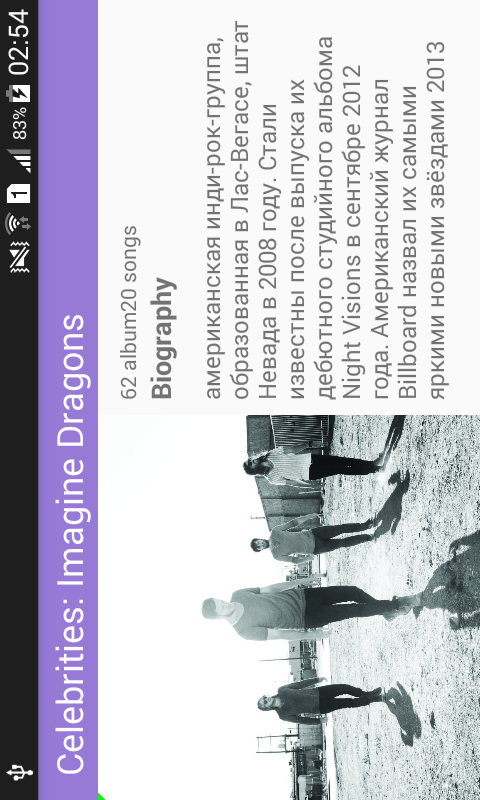 1 83% 02:54
Celebrities: Imagine Dragons
62 album20 songs
Biography
американская инди-рок-группа,
образованная в Лас-Вегасе, штат
Невада в 2008 году. Стали
известны после выпуска их
дебютного студийного альбома
Night Visions в сентябре 2012
года. Американский журнал
Billboard назвал их самыми
яркими новыми звёздами 2013